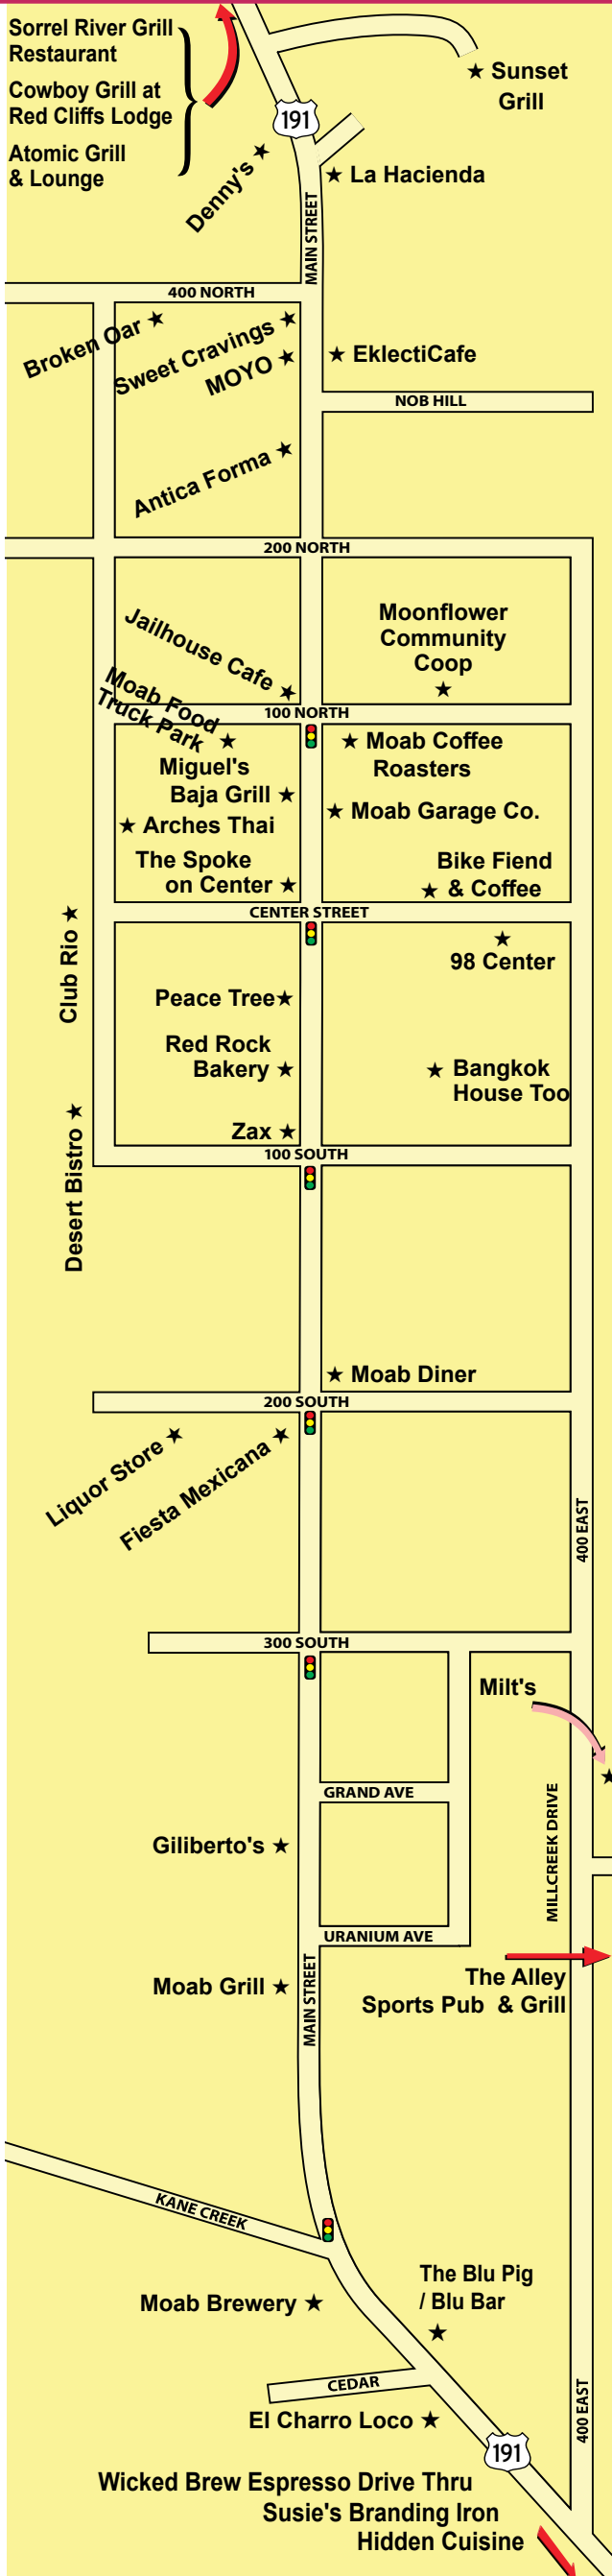 Sorrel River Grill
Restaurant
Cowboy Grill at
Red Cliffs Lodge
Atomic Grill
& Lounge
Sunset
Grill
191
Denny's
La Hacienda
MAIN STREET
400 NORTH
Broken Oar
Sweet Cravings
MOYO
EklectiCafe
NOB HILL
Antica Forma
200 NORTH
Jailhouse Cafe
Moonflower
Community
Coop
Moab Food
Truck Park
100 NORTH
Moab Coffee
Roasters
Miguel's
Baja Grill
Moab Garage Co.
Arches Thai
The Spoke
on Center
Bike Fiend
& Coffee
CENTER STREET
Club Rio
98 Center
Peace Tree
Red Rock
Bakery
Bangkok
House Too
Zax
100 SOUTH
Desert Bistro
Moab Diner
200 SOUTH
Liquor Store
Fiesta Mexicana
400 EAST
300 SOUTH
Milt's
GRAND AVE
MILLCREEK DRIVE
Giliberto's
URANIUM AVE
MAIN STREET
Moab Grill
The Alley
Sports Pub & Grill
KANE CREEK
Moab Brewery
The Blu Pig
/ Blu Bar
CEDAR
400 EAST
El Charro Loco
191
Wicked Brew Espresso Drive Thru
Susie's Branding Iron
Hidden Cuisine